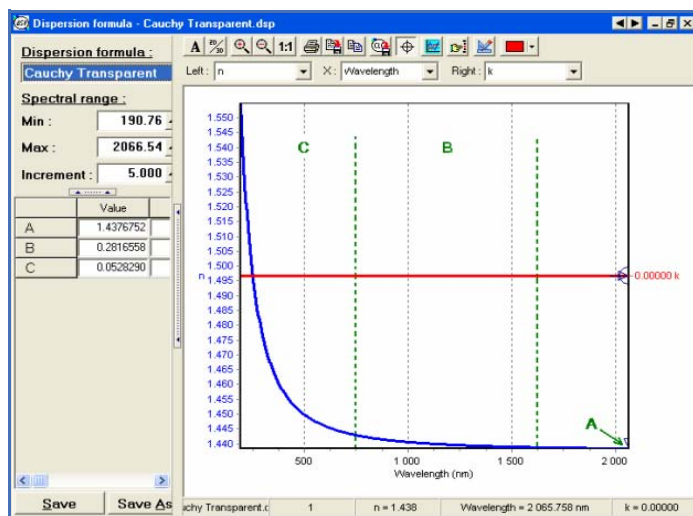 Dispersion formula - Cauchy Transparent.dsp
Dispersion formula :
Cauchy Transparent
Spectral range :
Min : 190.76
Max : 2066.54
Increment : 5.000
Value
A 1.4376752
B 0.2816558
C 0.0528290
Save Save As
A 1:1
Left : n X : Wavelength Right : k
1.550
1.545
1.540
1.535
1.530
1.525
1.520
1.515
1.510
1.505
1.500
n 1.495
1.490
1.485
1.480
1.475
1.470
1.465
1.460
1.455
1.450
1.445
1.440
C B
0.00000 k
A
500 1 000 1 500 2 000
Wavelength (nm)
uchy Transparent.c 1 n = 1.438 Wavelength = 2 065.758 nm k = 0.00000